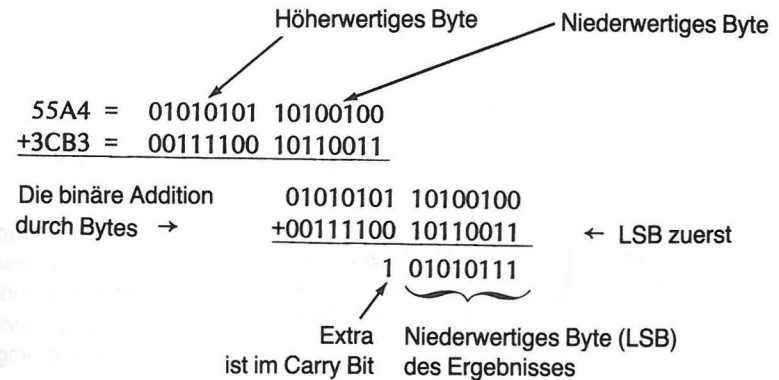 Höherwertiges Byte
Niederwertiges Byte
55A4 = 01010101 10100100
+3CB3 = 00111100 10110011
Die binäre Addition
durch Bytes →
01010101 10100100
+00111100 10110011 ← LSB zuerst
1 01010111
Extra
ist im Carry Bit
Niederwertiges Byte (LSB)
des Ergebnisses